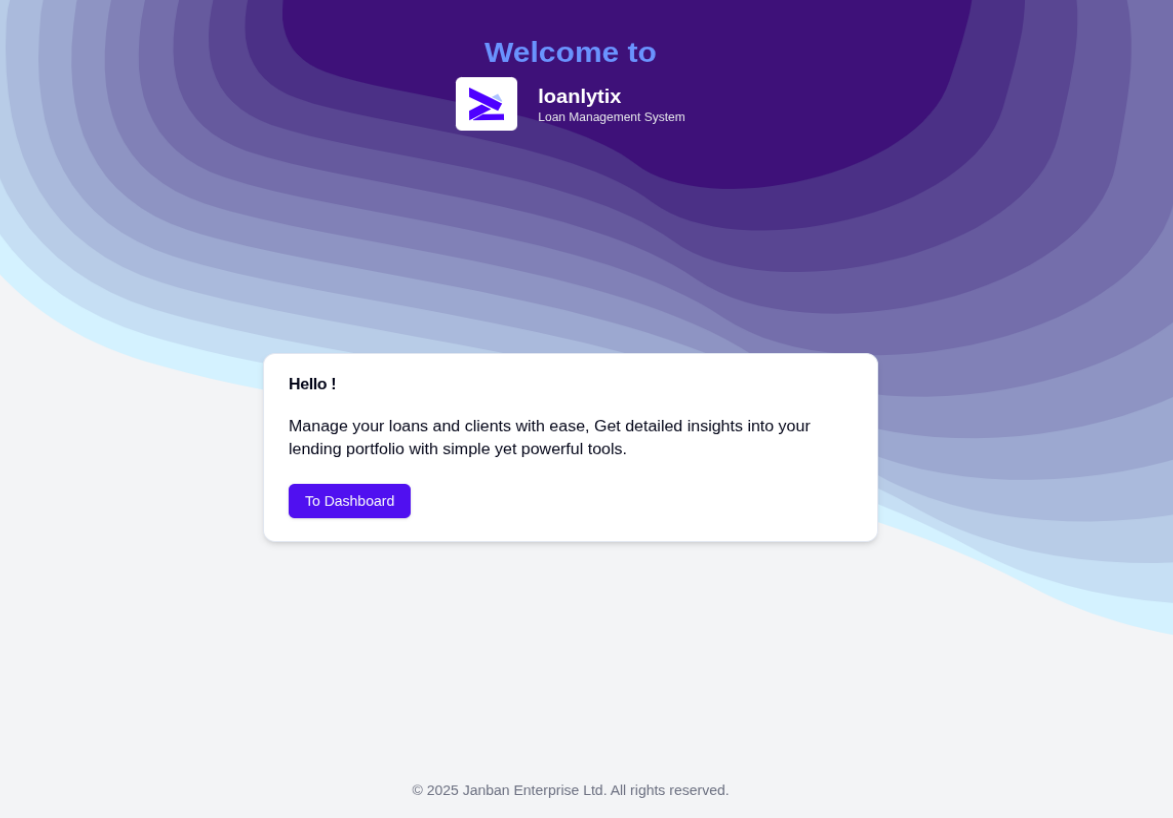 Welcome to
loanlytix
Loan Management System
Hello !
Manage your loans and clients with ease, Get detailed insights into your
lending portfolio with simple yet powerful tools.
To Dashboard
© 2025 Janban Enterprise Ltd. All rights reserved.